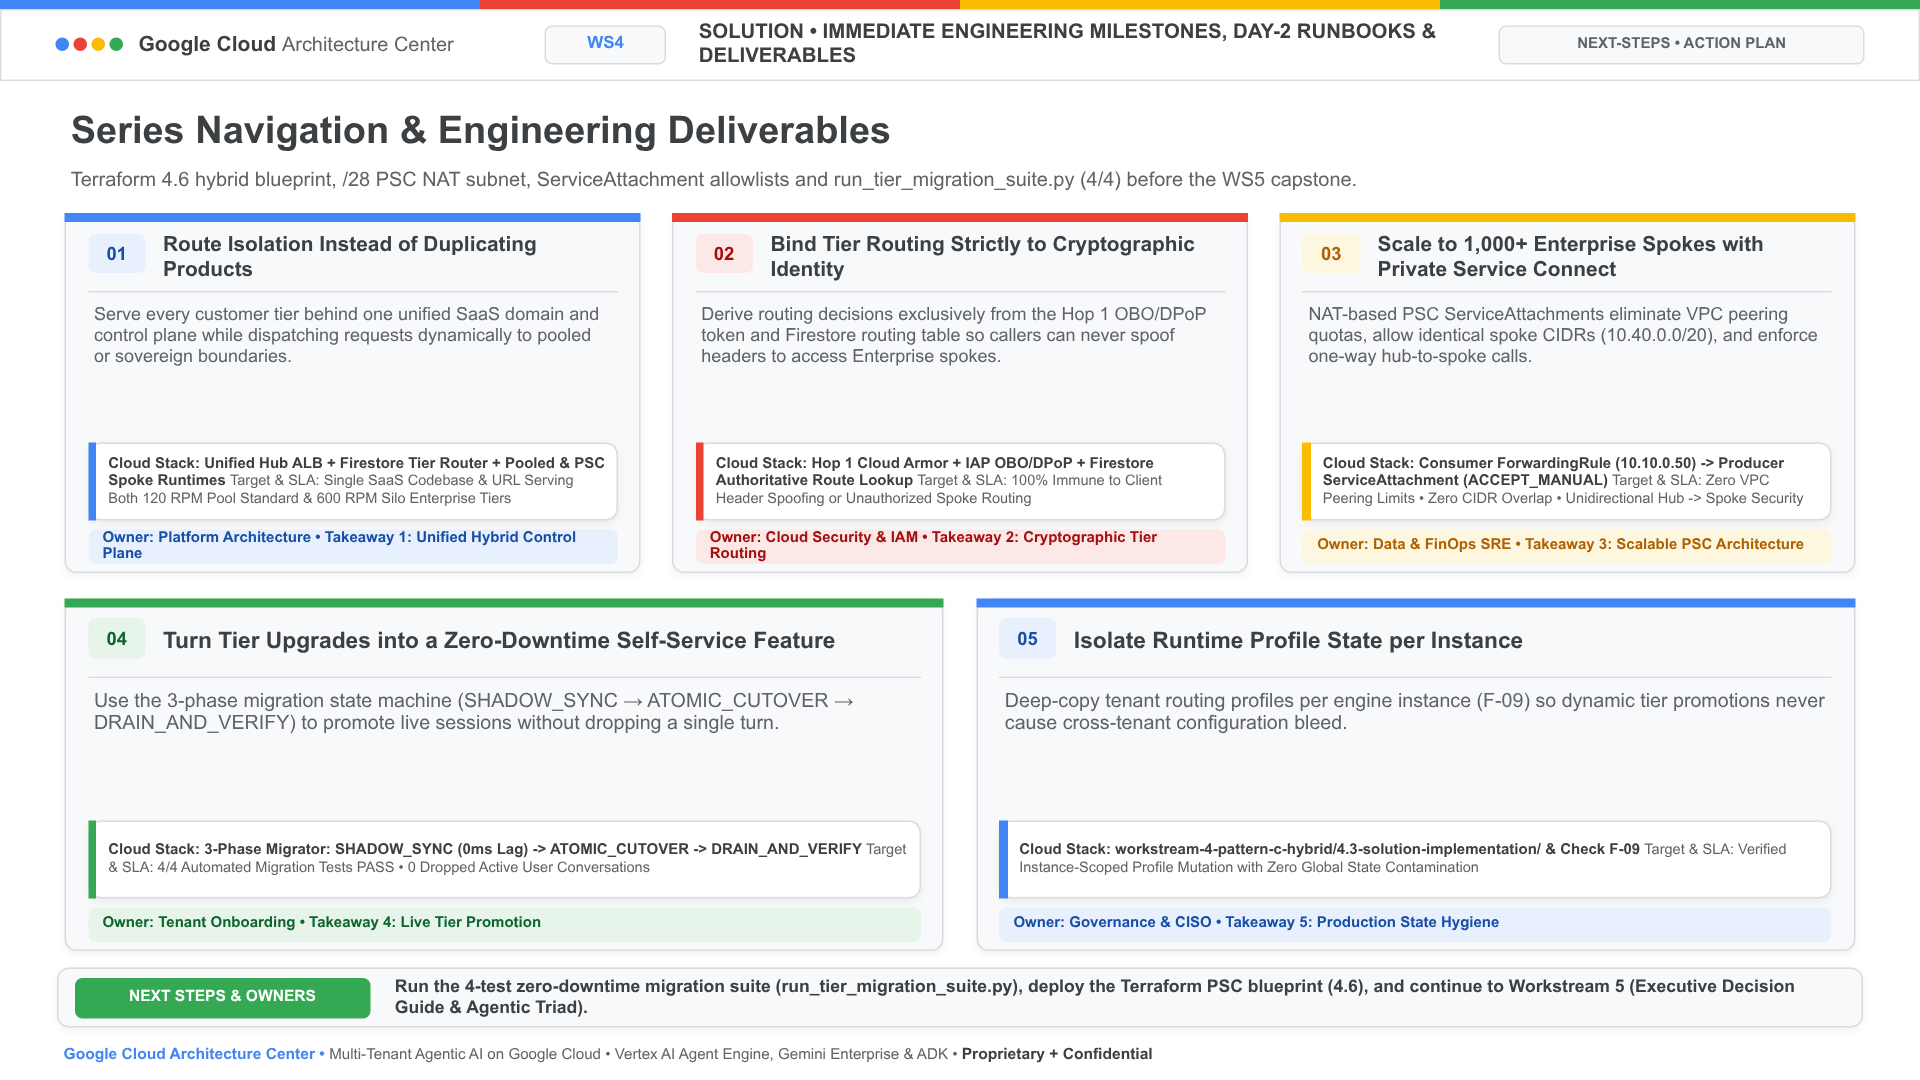 Google Cloud Architecture Center
WS4
SOLUTION • IMMEDIATE ENGINEERING MILESTONES, DAY-2 RUNBOOKS &
DELIVERABLES
NEXT-STEPS • ACTION PLAN
Series Navigation & Engineering Deliverables
Terraform 4.6 hybrid blueprint, /28 PSC NAT subnet, ServiceAttachment allowlists and run_tier_migration_suite.py (4/4) before the WS5 capstone.
01
Route Isolation Instead of Duplicating
Products
Serve every customer tier behind one unified SaaS domain and
control plane while dispatching requests dynamically to pooled
or sovereign boundaries.
Cloud Stack: Unified Hub ALB + Firestore Tier Router + Pooled & PSC
Spoke Runtimes Target & SLA: Single SaaS Codebase & URL Serving
Both 120 RPM Pool Standard & 600 RPM Silo Enterprise Tiers
Owner: Platform Architecture • Takeaway 1: Unified Hybrid Control
Plane
02
Bind Tier Routing Strictly to Cryptographic
Identity
Derive routing decisions exclusively from the Hop 1 OBO/DPoP
token and Firestore routing table so callers can never spoof
headers to access Enterprise spokes.
Cloud Stack: Hop 1 Cloud Armor + IAP OBO/DPoP + Firestore
Authoritative Route Lookup Target & SLA: 100% Immune to Client
Header Spoofing or Unauthorized Spoke Routing
Owner: Cloud Security & IAM • Takeaway 2: Cryptographic Tier
Routing
03
Scale to 1,000+ Enterprise Spokes with
Private Service Connect
NAT-based PSC ServiceAttachments eliminate VPC peering
quotas, allow identical spoke CIDRs (10.40.0.0/20), and enforce
one-way hub-to-spoke calls.
Cloud Stack: Consumer ForwardingRule (10.10.0.50) -> Producer
ServiceAttachment (ACCEPT_MANUAL) Target & SLA: Zero VPC
Peering Limits • Zero CIDR Overlap • Unidirectional Hub -> Spoke Security
Owner: Data & FinOps SRE • Takeaway 3: Scalable PSC Architecture
04
Turn Tier Upgrades into a Zero-Downtime Self-Service Feature
Use the 3-phase migration state machine (SHADOW_SYNC → ATOMIC_CUTOVER →
DRAIN_AND_VERIFY) to promote live sessions without dropping a single turn.
Cloud Stack: 3-Phase Migrator: SHADOW_SYNC (0ms Lag) -> ATOMIC_CUTOVER -> DRAIN_AND_VERIFY Target
& SLA: 4/4 Automated Migration Tests PASS • 0 Dropped Active User Conversations
Owner: Tenant Onboarding • Takeaway 4: Live Tier Promotion
05
Isolate Runtime Profile State per Instance
Deep-copy tenant routing profiles per engine instance (F-09) so dynamic tier promotions never
cause cross-tenant configuration bleed.
Cloud Stack: workstream-4-pattern-c-hybrid/4.3-solution-implementation/ & Check F-09 Target & SLA: Verified
Instance-Scoped Profile Mutation with Zero Global State Contamination
Owner: Governance & CISO • Takeaway 5: Production State Hygiene
NEXT STEPS & OWNERS
Run the 4-test zero-downtime migration suite (run_tier_migration_suite.py), deploy the Terraform PSC blueprint (4.6), and continue to Workstream 5 (Executive Decision
Guide & Agentic Triad).
Google Cloud Architecture Center • Multi-Tenant Agentic AI on Google Cloud • Vertex AI Agent Engine, Gemini Enterprise & ADK • Proprietary + Confidential